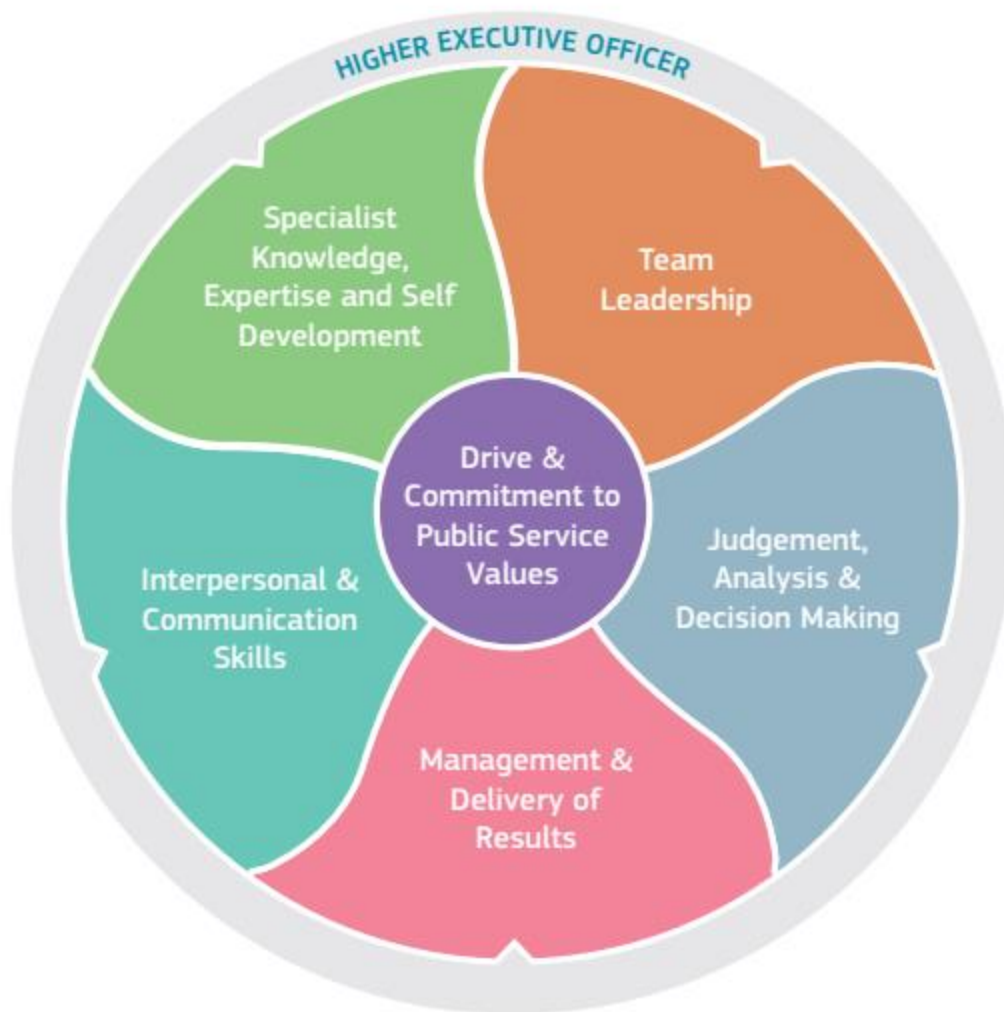 HIGHER EXECUTIVE OFFICER
Specialist
Knowledge,
Expertise and Self
Development
Team
Leadership
Drive &
Commitment to
Public Service
Values
Judgement,
Analysis &
Decision Making
Interpersonal &
Communication
Skills
Management &
Delivery of
Results